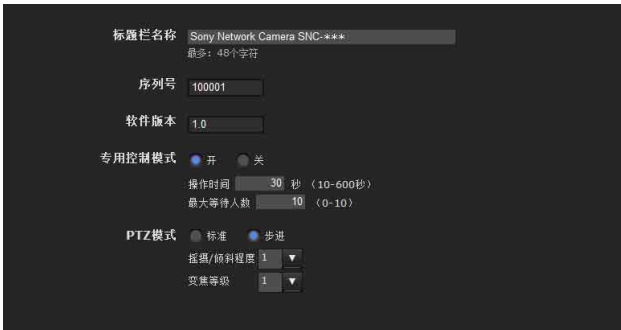 标题栏名称 Sony Network Camera SNC-***
最多：48个字符
序列号 100001
软件版本 1.0
专用控制模式 开 关
操作时间 30 秒 （10-600秒）
最大等待人数 10 （0-10）
PTZ模式 标准 步进
摇摄/倾斜程度 1
变焦等级 1